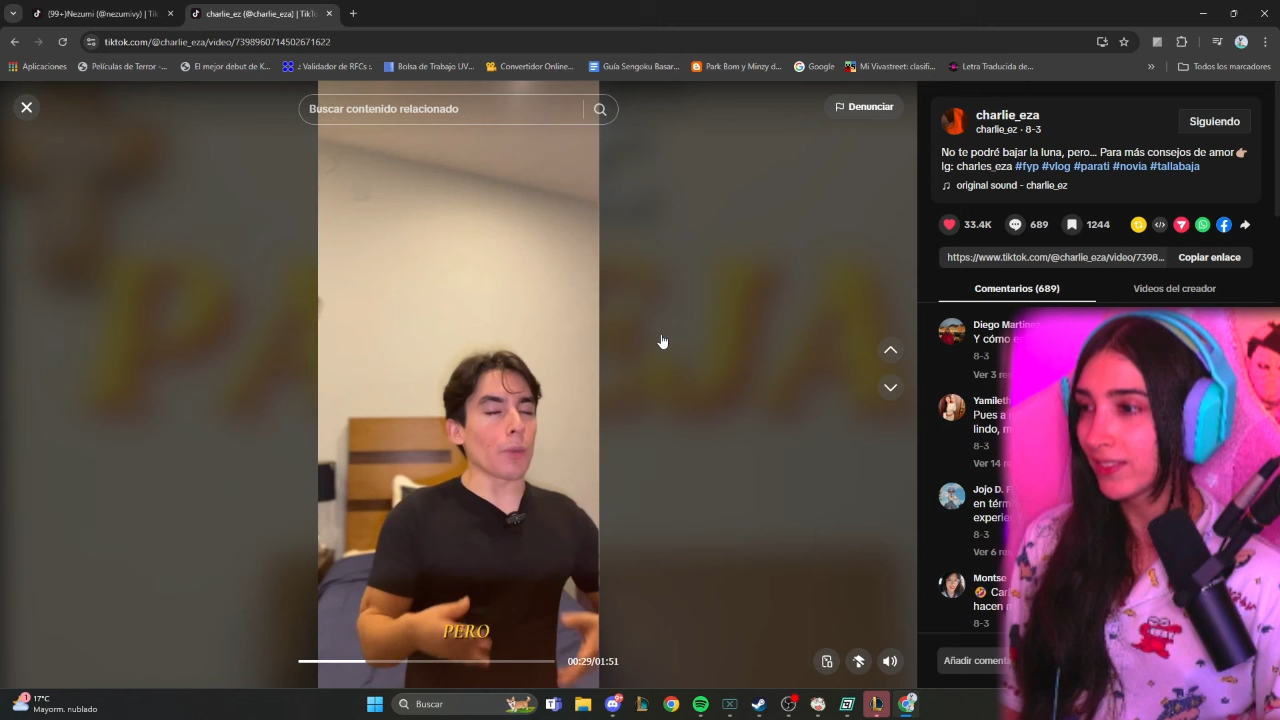 (99+)Nezumi (@nezumivy) | Tik
charlie_ez (@charlie_eza) | TikTo
tiktok.com/@charlie_eza/video/7398960714502671622
Aplicaciones
Películas de Terror -...
El mejor debut de K...
.: Validador de RFCs :.
Bolsa de Trabajo UV...
Convertidor Online...
Guía Sengoku Basar...
Park Bom y Minzy d...
Google
Mi Vivastreet: clasifi...
Letra Traducida de...
Todos los marcadores
Buscar contenido relacionado
Denunciar
charlie_eza
charlie_ez · 8-3
Siguiendo
No te podré bajar la luna, pero... Para más consejos de amor
Ig: charles_eza #fyp #vlog #parati #novia #tallabaja
original sound - charlie_ez
33.4K
689
1244
https://www.tiktok.com/@charlie_eza/video/7398...
Copiar enlace
Comentarios (689)
Videos del creador
Diego Martine
Y cómo
8-3
Ver 3
Yamileth
Pues a
lindo,
8-3
Ver 14
Jojo D.
en
8-3
Ver 6
Montse
hacen
8-3
Añadir
PAREJA
PERO
00:29/01:51
17°C
Mayorm. nublado
Buscar